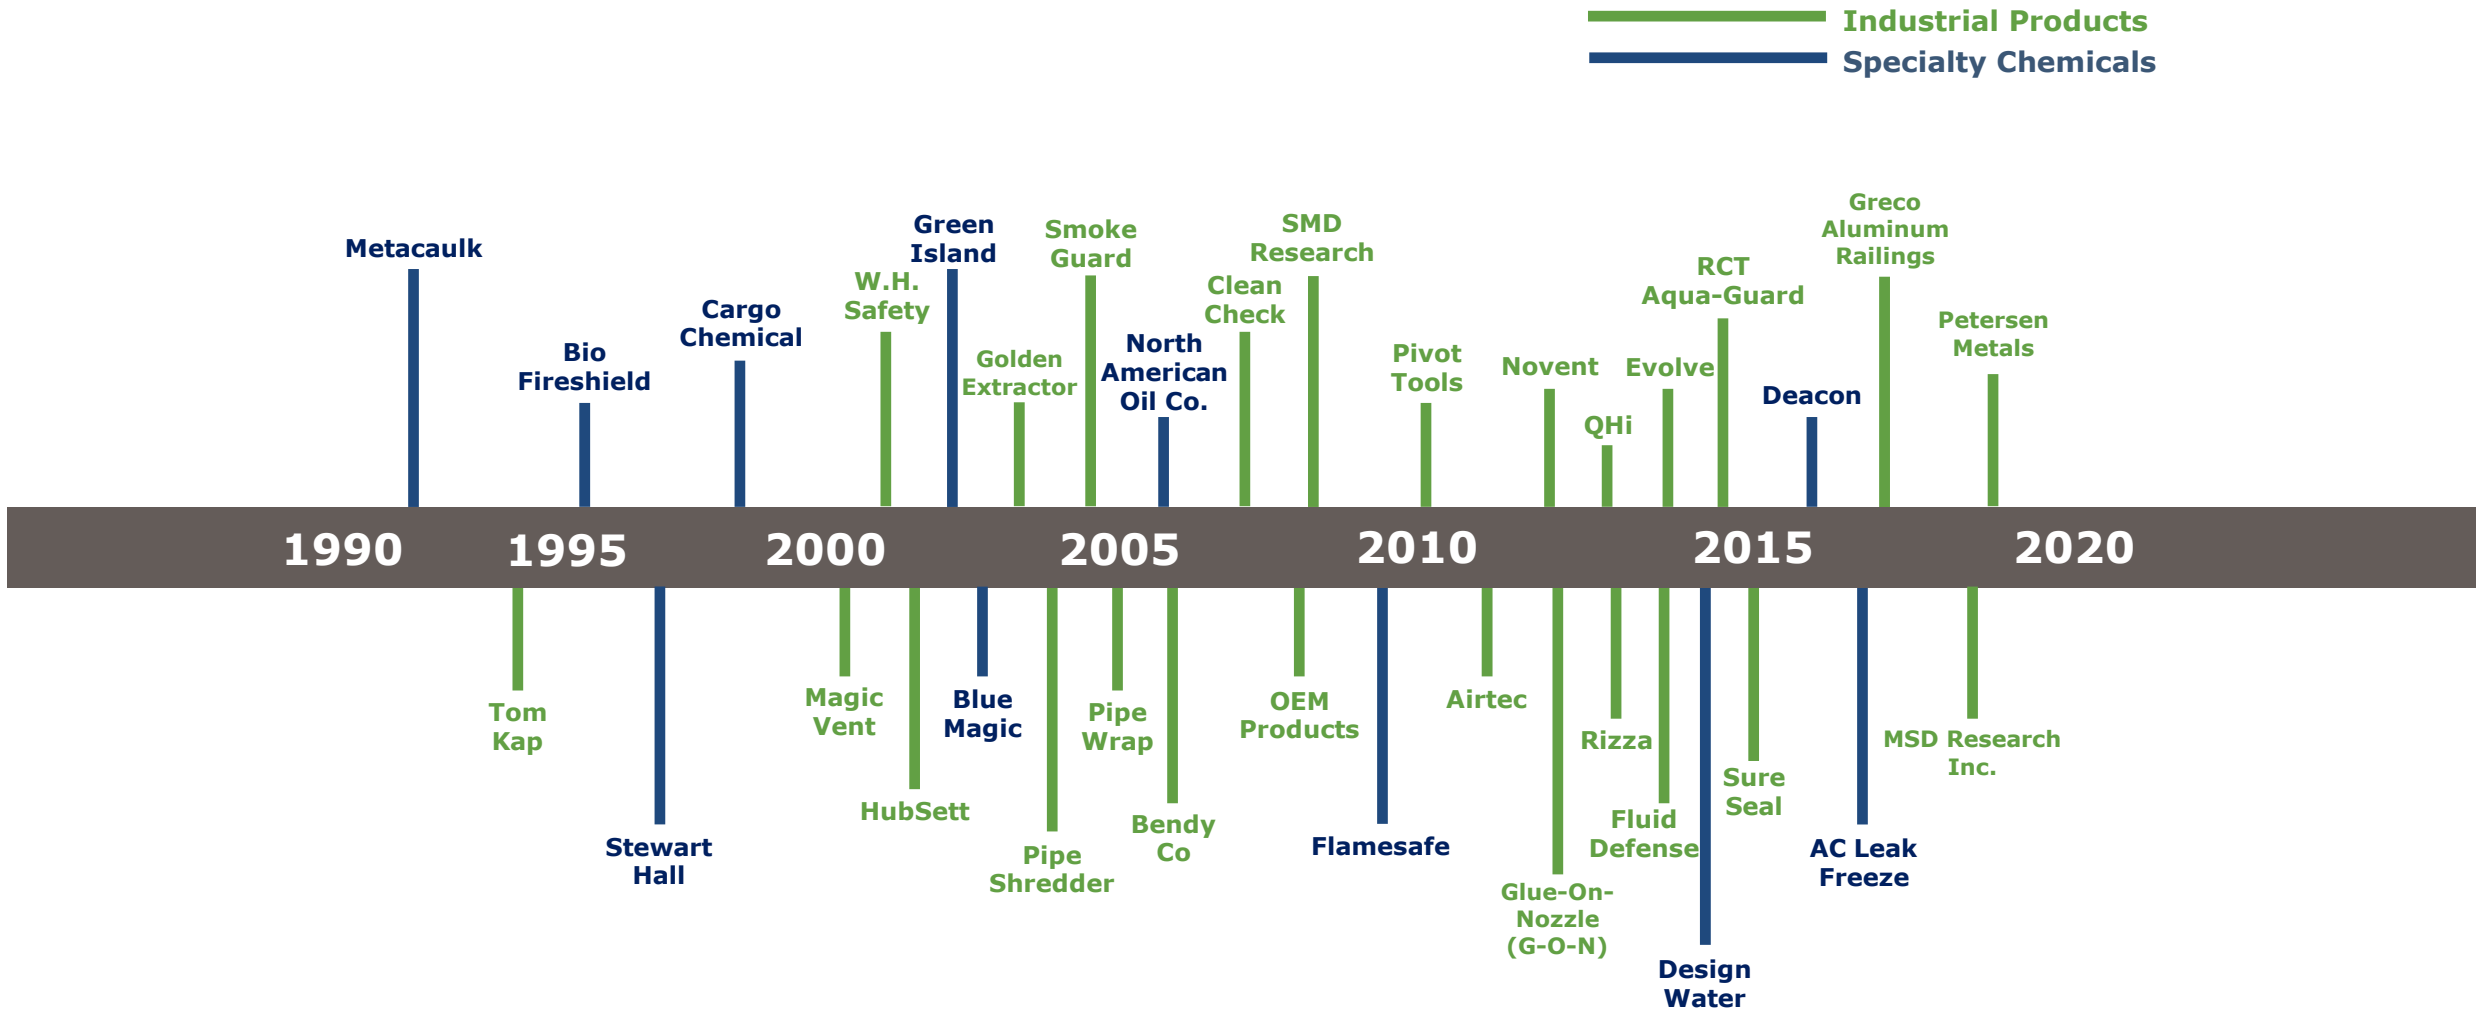 Industrial Products
Specialty Chemicals
Metacaulk
Bio
Fireshield
Cargo
Chemical
W.H.
Safety
Green
Island
Golden
Extractor
Smoke
Guard
North
American
Oil Co.
Clean
Check
SMD
Research
Pivot
Tools
Novent
QHi
Evolve
RCT
Aqua-Guard
Deacon
Greco
Aluminum
Railings
Petersen
Metals
1990
1995
2000
2005
2010
2015
2020
Tom
Kap
Stewart
Hall
Magic
Vent
HubSett
Blue
Magic
Pipe
Shredder
Pipe
Wrap
Bendy
Co
OEM
Products
Flamesafe
Airtec
Glue-On-
Nozzle
(G-O-N)
Rizza
Fluid
Defense
Design
Water
Sure
Seal
AC Leak
Freeze
MSD Research
Inc.